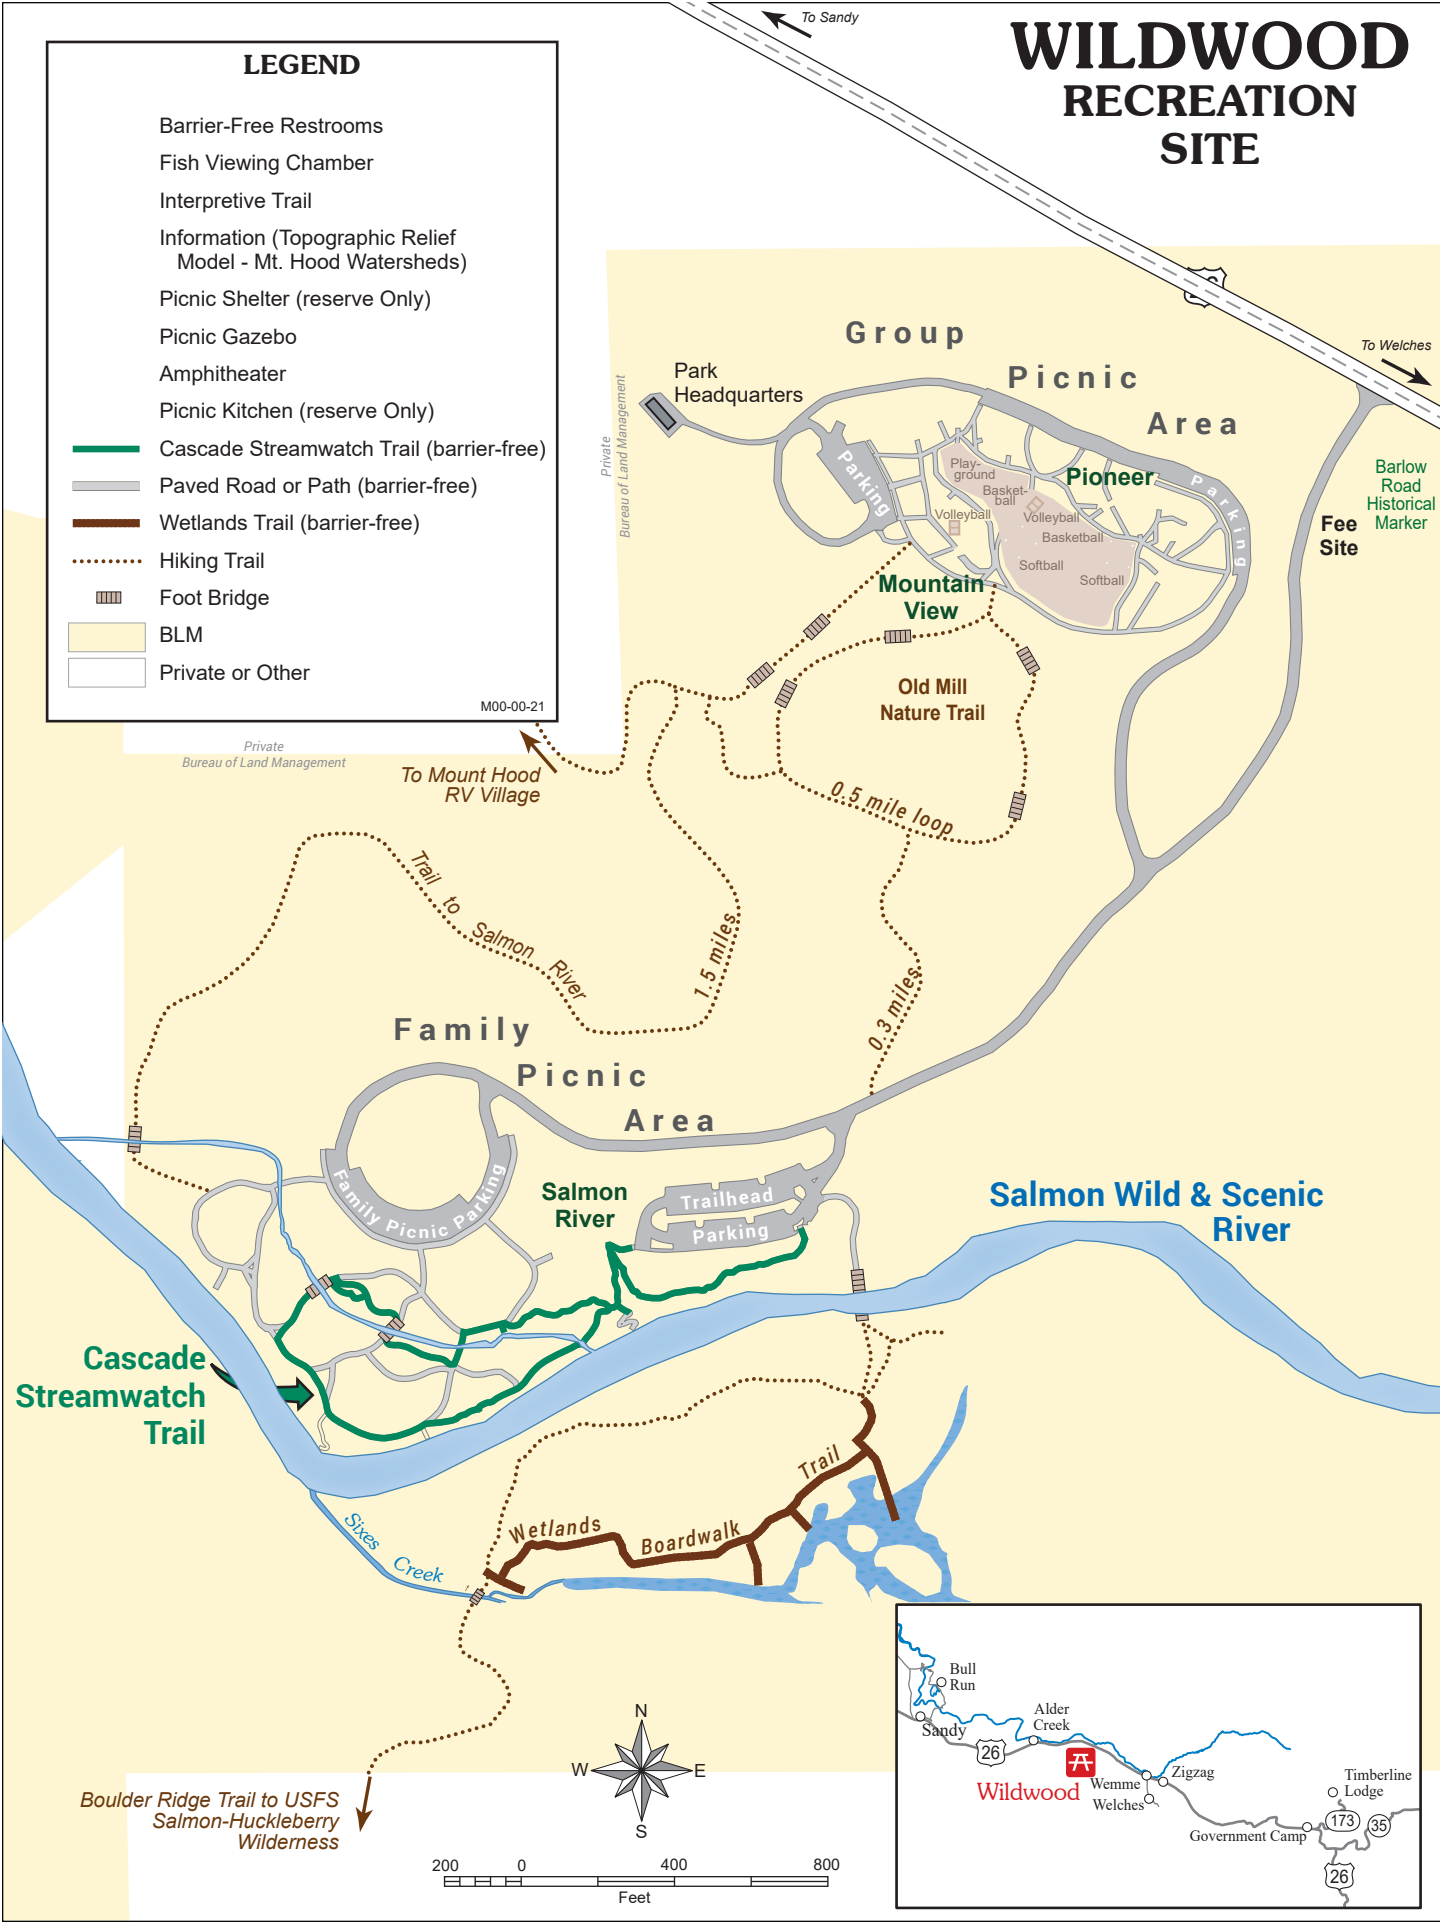 To Sandy
WILDWOOD
RECREATION
SITE
LEGEND
Barrier-Free Restrooms
Fish Viewing Chamber
Interpretive Trail
Information (Topographic Relief
Model - Mt. Hood Watersheds)
Picnic Shelter (reserve Only)
Picnic Gazebo
Amphitheater
Picnic Kitchen (reserve Only)
Cascade Streamwatch Trail (barrier-free)
Paved Road or Path (barrier-free)
Wetlands Trail (barrier-free)
Hiking Trail
Foot Bridge
BLM
Private or Other
M00-00-21
To Welches
Group
Picnic
Area
Park
Headquarters
Private
Bureau of Land Management
Parking
Play-
ground
Basket-
ball
Volleyball
Volleyball
Basketball
Softball
Softball
Pioneer
Parking
Barlow
Road
Historical
Marker
Fee
Site
Mountain
View
Old Mill
Nature Trail
Private
Bureau of Land Management
To Mount Hood
RV Village
0.5 mile loop
Trail to Salmon River
1.5 miles
0.3 miles
Family
Picnic
Area
Family Picnic Parking
Salmon
River
Trailhead
Parking
Salmon Wild & Scenic
River
Cascade
Streamwatch
Trail
Wetlands Boardwalk Trail
Sixes Creek
Boulder Ridge Trail to USFS
Salmon-Huckleberry
Wilderness
N
W E
S
200 0 400 800
Feet
Bull
Run
Sandy
Alder
Creek
26
Wildwood
Wemme
Welches
Zigzag
Timberline
Lodge
Government Camp
173
35
26